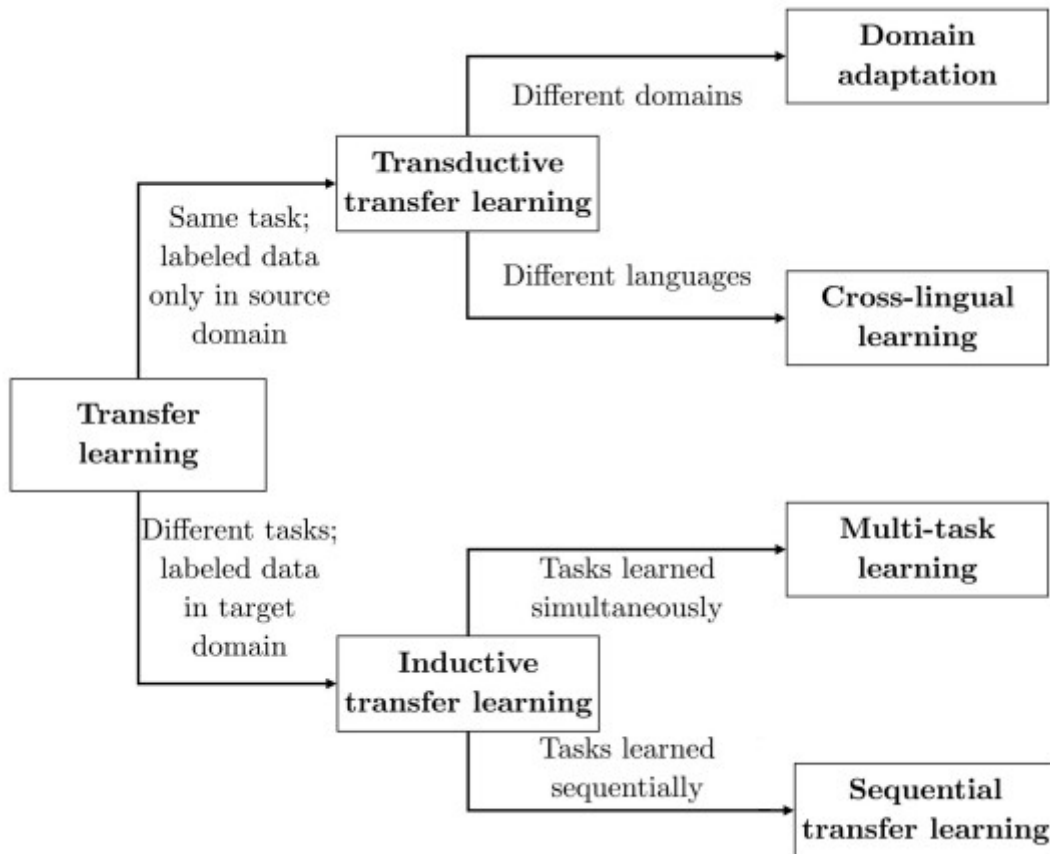 Domain
adaptation
Different domains
Transductive
transfer learning
Same task;
labeled data
only in source
domain
Different languages
Cross-lingual
learning
Transfer
learning
Different tasks;
labeled data
in target
domain
Multi-task
learning
Tasks learned
simultaneously
Inductive
transfer learning
Tasks learned
sequentially
Sequential
transfer learning